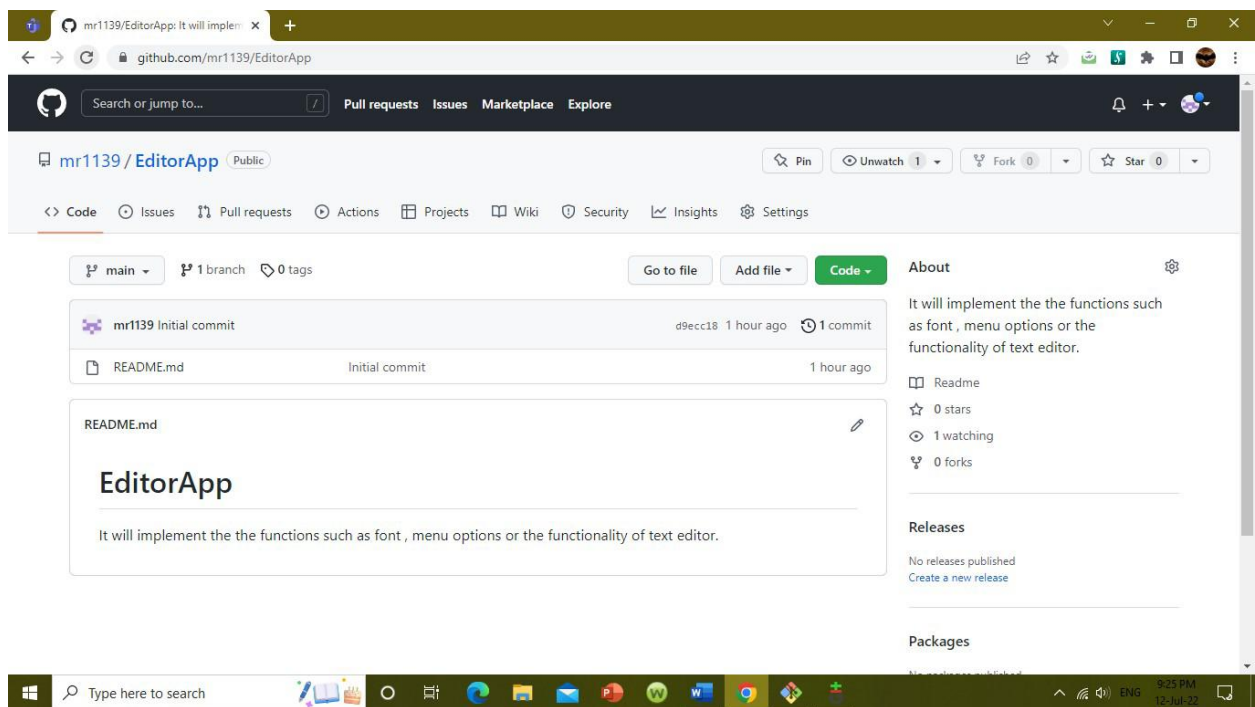 mr1139/EditorApp: It will implem
github.com/mr1139/EditorApp
Search or jump to... / Pull requests Issues Marketplace Explore
mr1139 / EditorApp Public Pin Unwatch 1 Fork 0 Star 0
<> Code Issues Pull requests Actions Projects Wiki Security Insights Settings
main 1 branch 0 tags Go to file Add file Code
mr1139 Initial commit d9ecc18 1 hour ago 1 commit
README.md Initial commit 1 hour ago
README.md
EditorApp
It will implement the the functions such as font , menu options or the functionality of text editor.
About
It will implement the the functions such
as font , menu options or the
functionality of text editor.
Readme
0 stars
1 watching
0 forks
Releases
No releases published
Create a new release
Packages
No packages published
Type here to search
ENG
9:25 PM
12-Jul-22